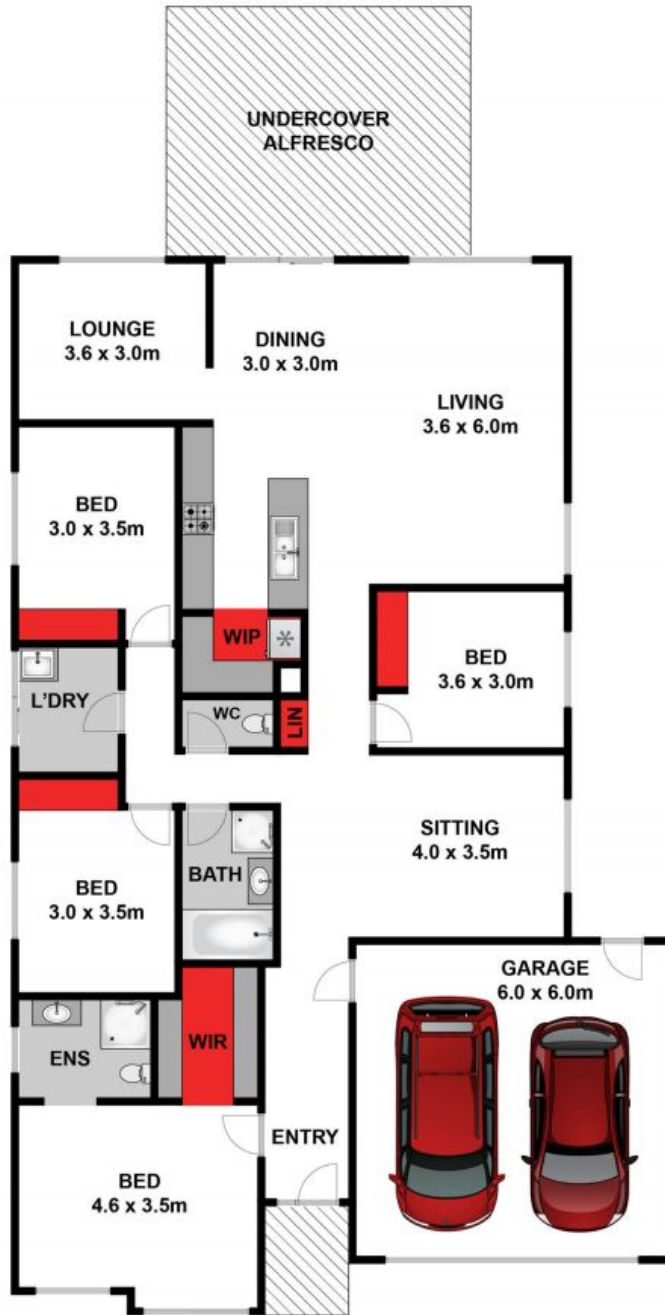 UNDERCOVER
ALFRESCO
LOUNGE
3.6 x 3.0m
DINING
3.0 x 3.0m
LIVING
3.6 x 6.0m
BED
3.0 x 3.5m
WIP
BED
3.6 x 3.0m
L'DRY
WC
LIN
SITTING
4.0 x 3.5m
BED
3.0 x 3.5m
BATH
GARAGE
6.0 x 6.0m
ENS
WIR
ENTRY
BED
4.6 x 3.5m